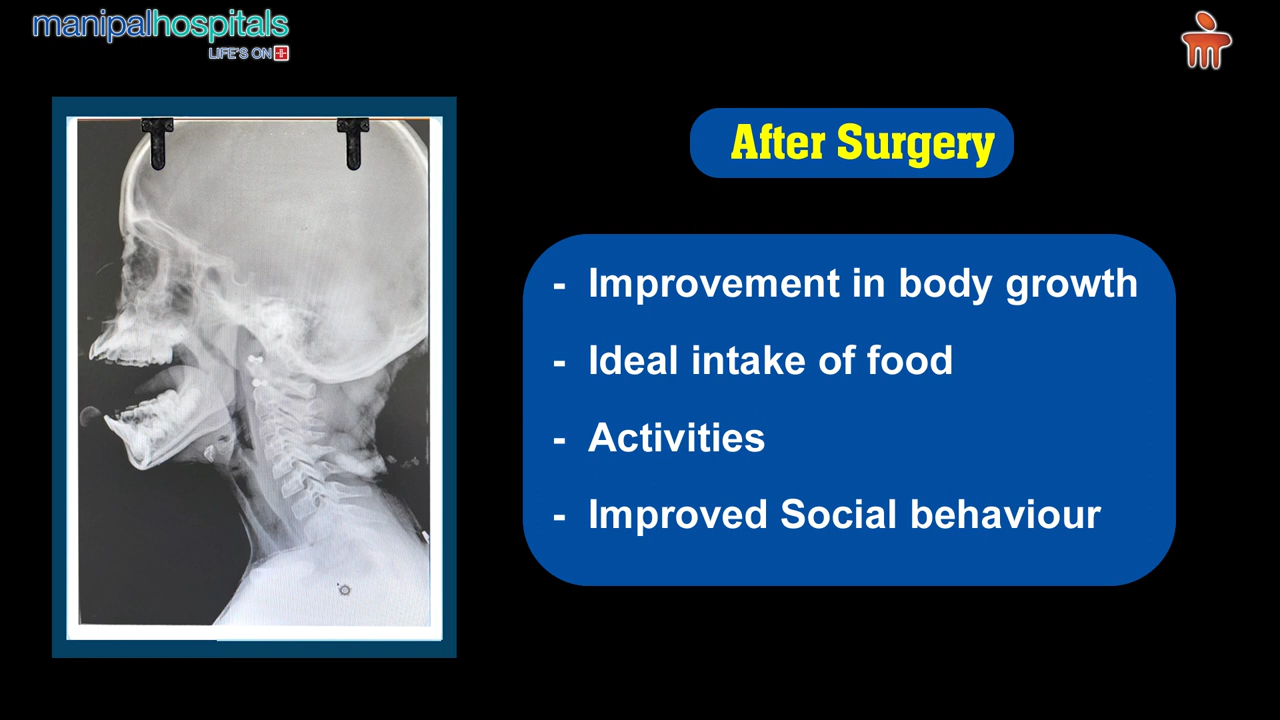 manipalhospitals
LIFE'S ON
After Surgery
- Improvement in body growth
- Ideal intake of food
- Activities
- Improved Social behaviour